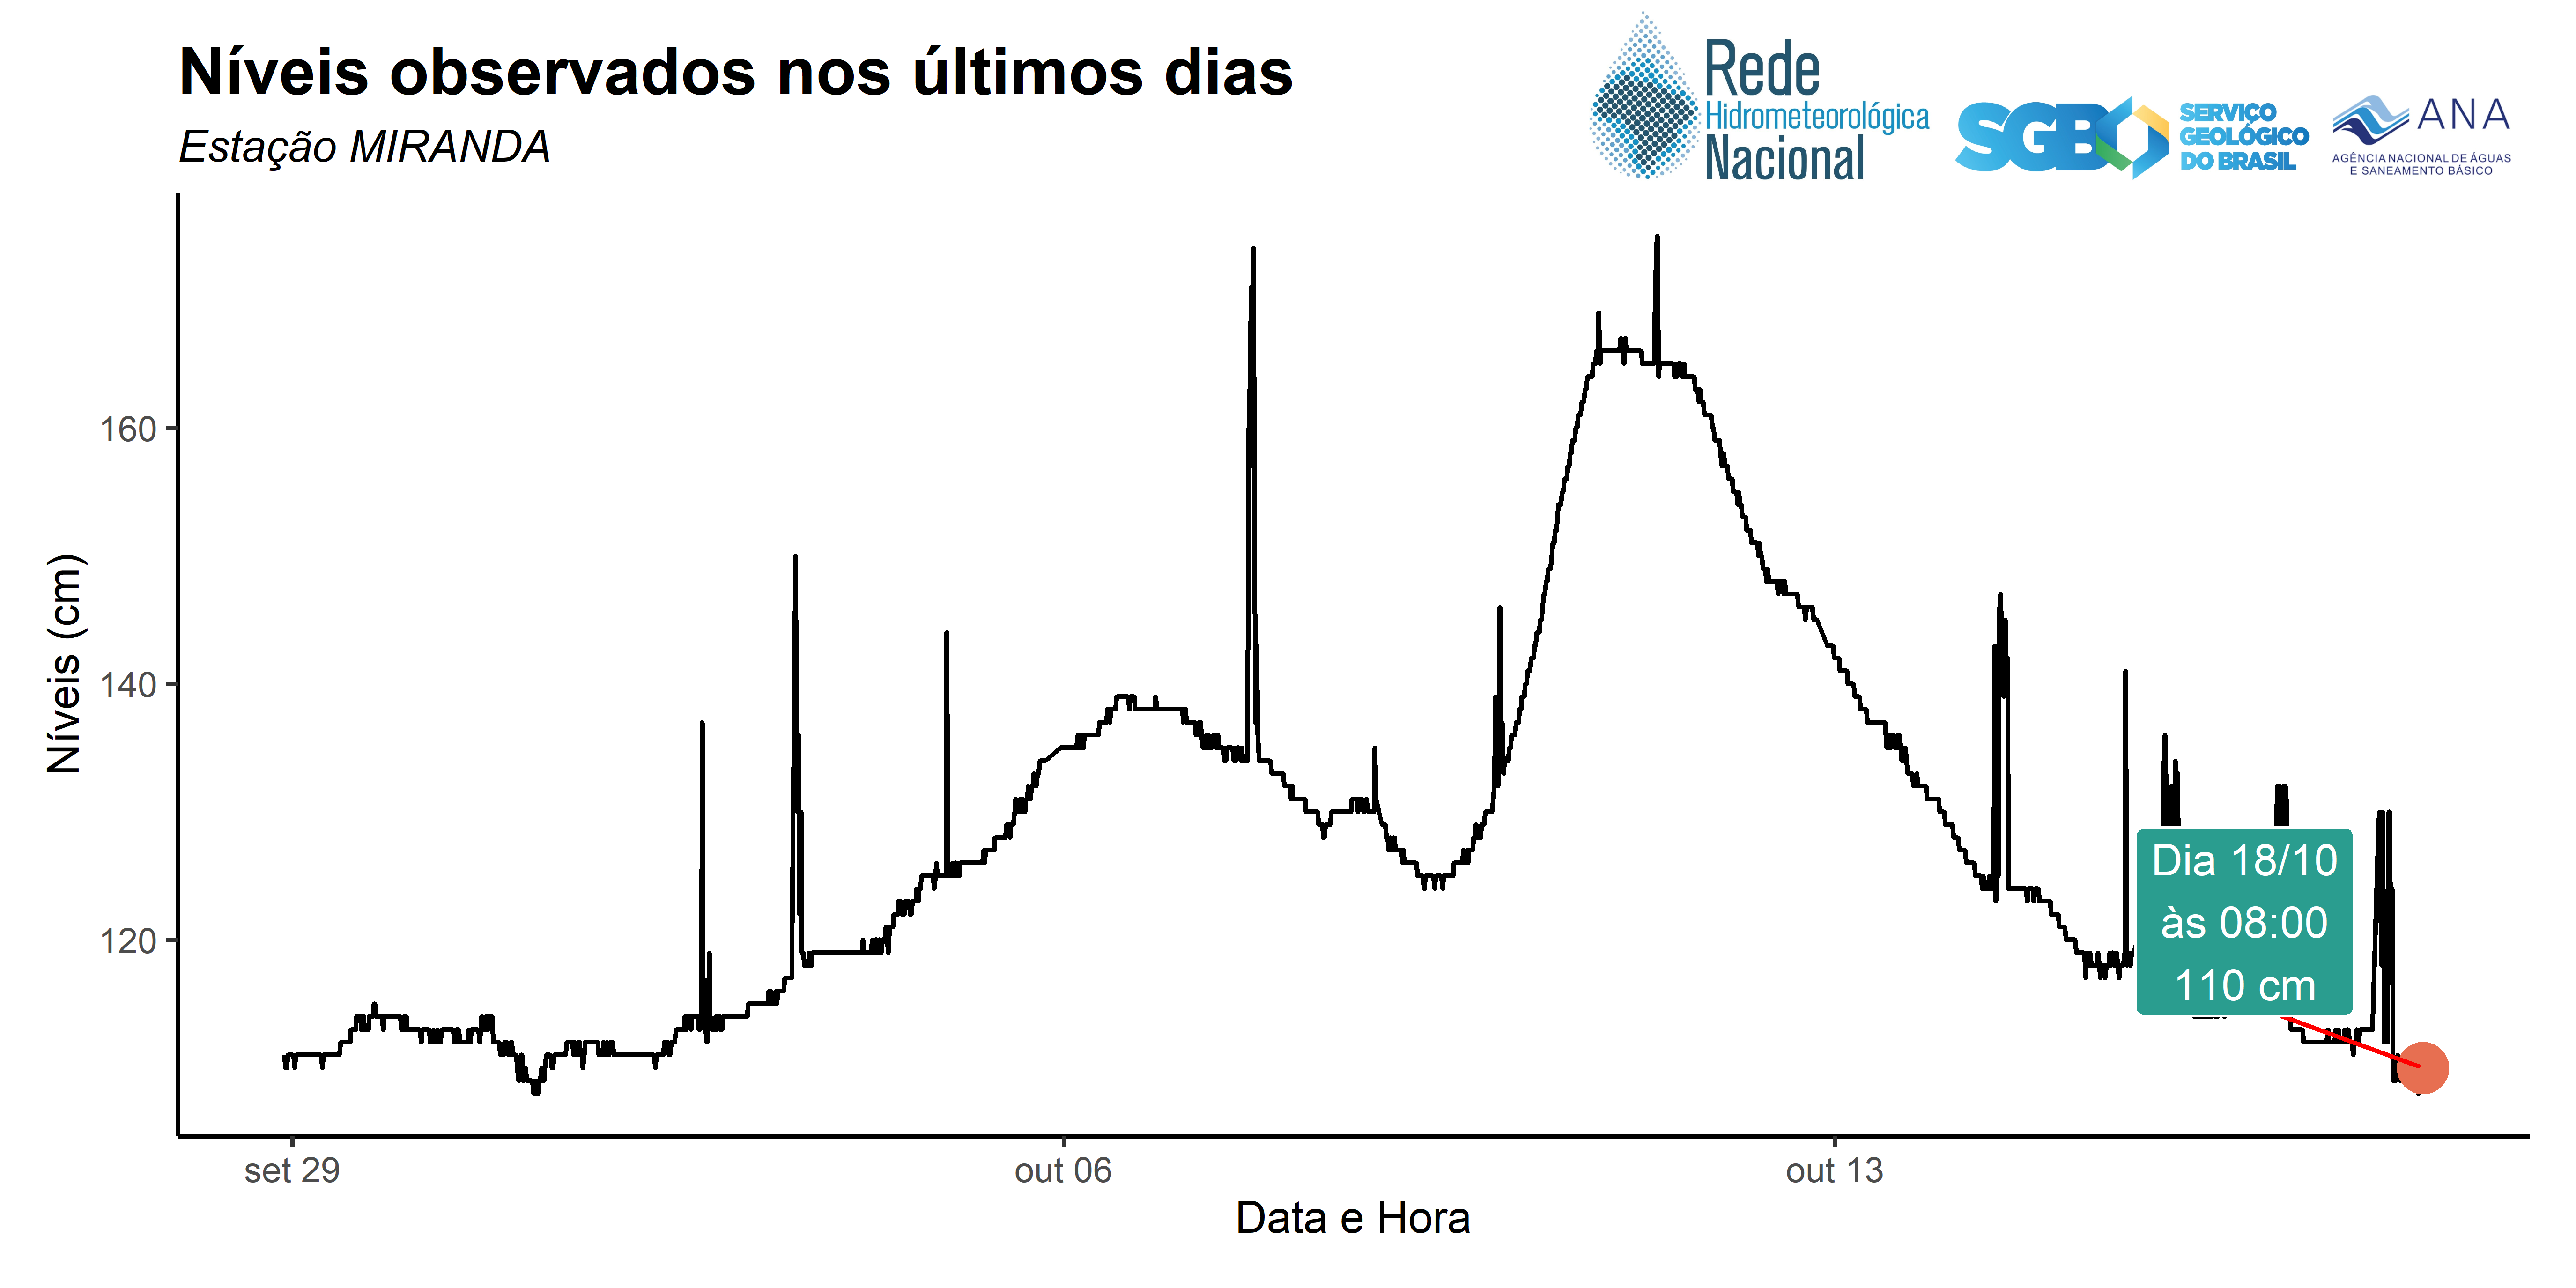 Níveis observados nos últimos dias
Estação MIRANDA
Rede
Hidrometeorológica
Nacional
SGB
SERVIÇO
GEOLÓGICO
DO BRASIL
ANA
AGÊNCIA NACIONAL DE ÁGUAS
E SANEAMENTO BÁSICO
Níveis (cm)
160
140
120
Dia 18/10
às 08:00
110 cm
set 29
out 06
out 13
Data e Hora